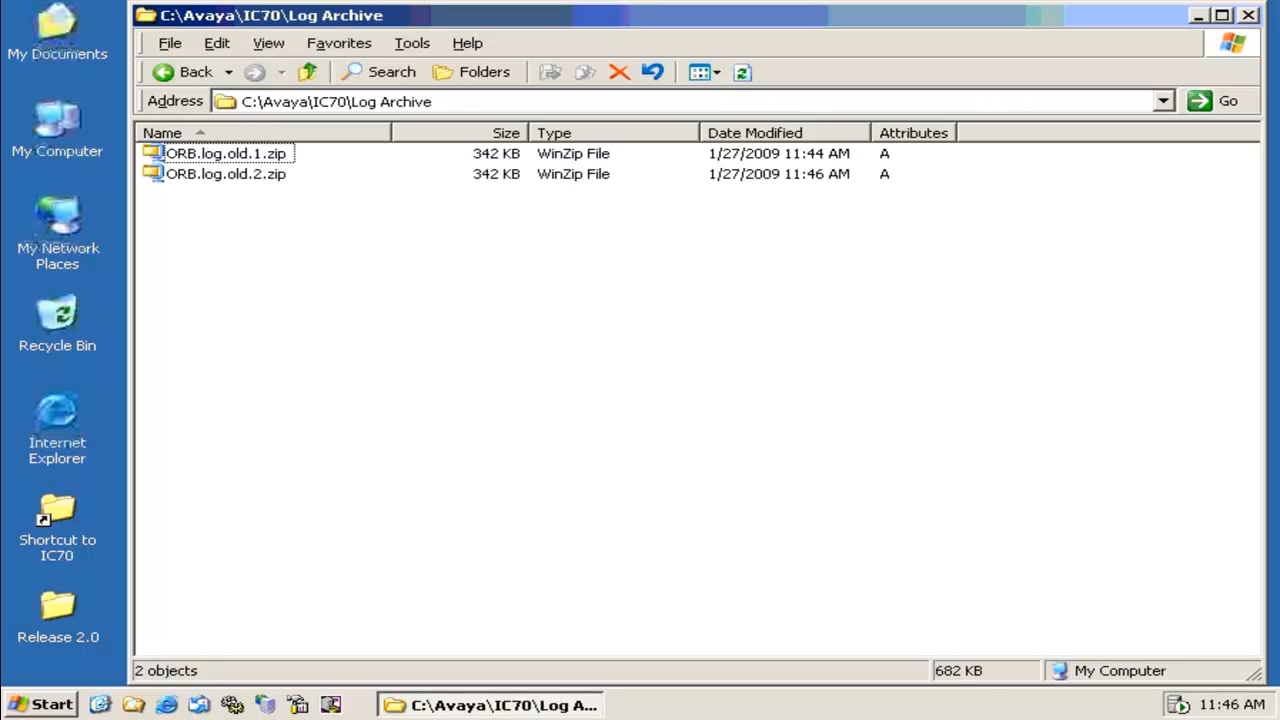 My Documents
My Computer
My Network
Places
Recycle Bin
Internet
Explorer
Shortcut to
IC70
Release 2.0
C:\Avaya\IC70\Log Archive
File Edit View Favorites Tools Help
Back Search Folders
Address C:\Avaya\IC70\Log Archive Go
Name Size Type Date Modified Attributes
ORB.log.old.1.zip 342 KB WinZip File 1/27/2009 11:44 AM A
ORB.log.old.2.zip 342 KB WinZip File 1/27/2009 11:46 AM A
2 objects 682 KB My Computer
Start C:\Avaya\IC70\Log A... 11:46 AM